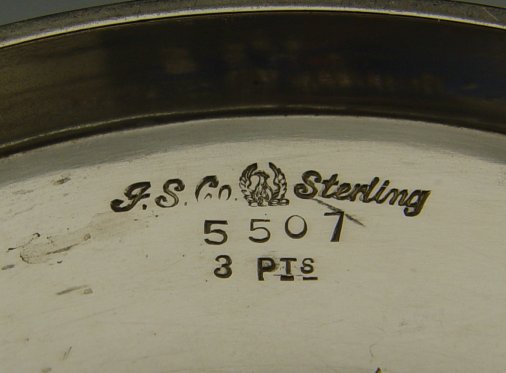 I.S.Co. Sterling
5507
3 PTS